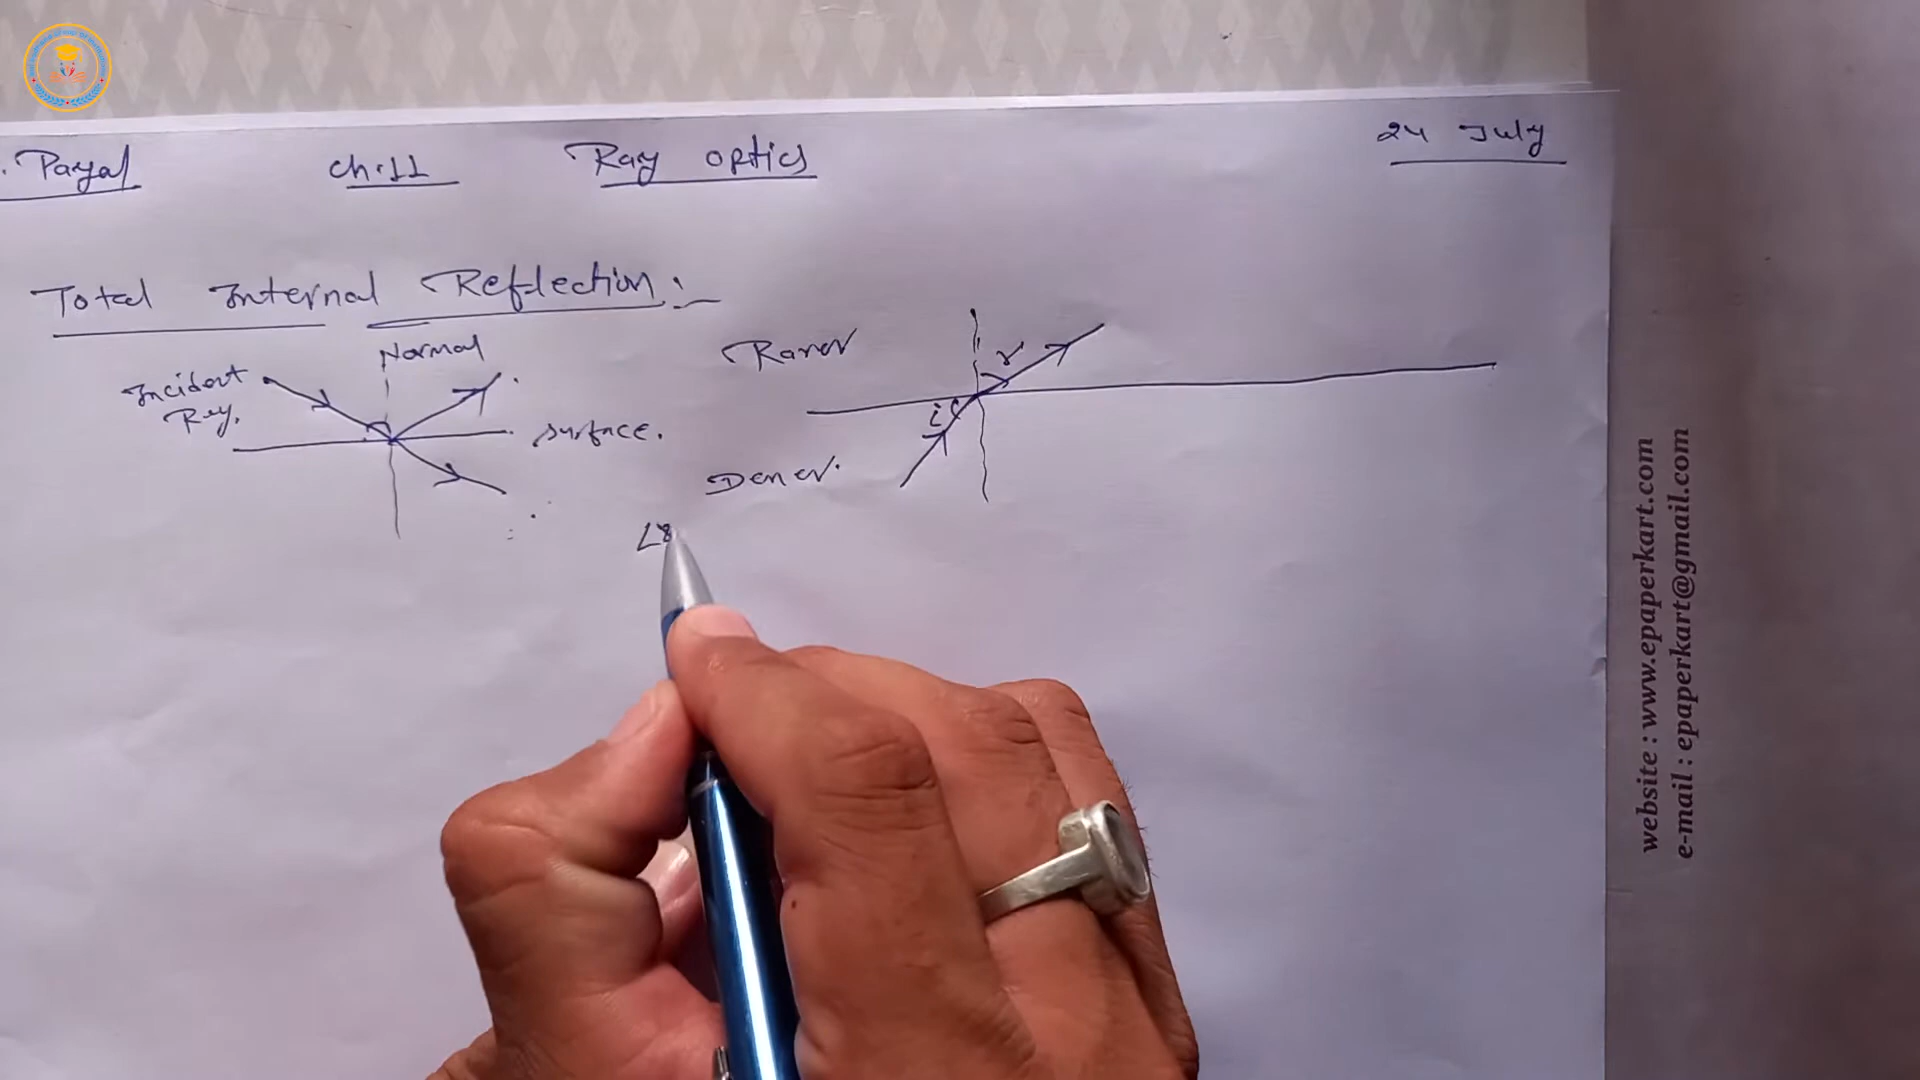 . Payal Ch.11 Ray optics 24 July
Total Internal Reflection:-
Normal
Incident
Ray.
surface.
Rarer
r
i
Denser.
∠r
website : www.epaperkart.com
e-mail : epaperkart@gmail.com